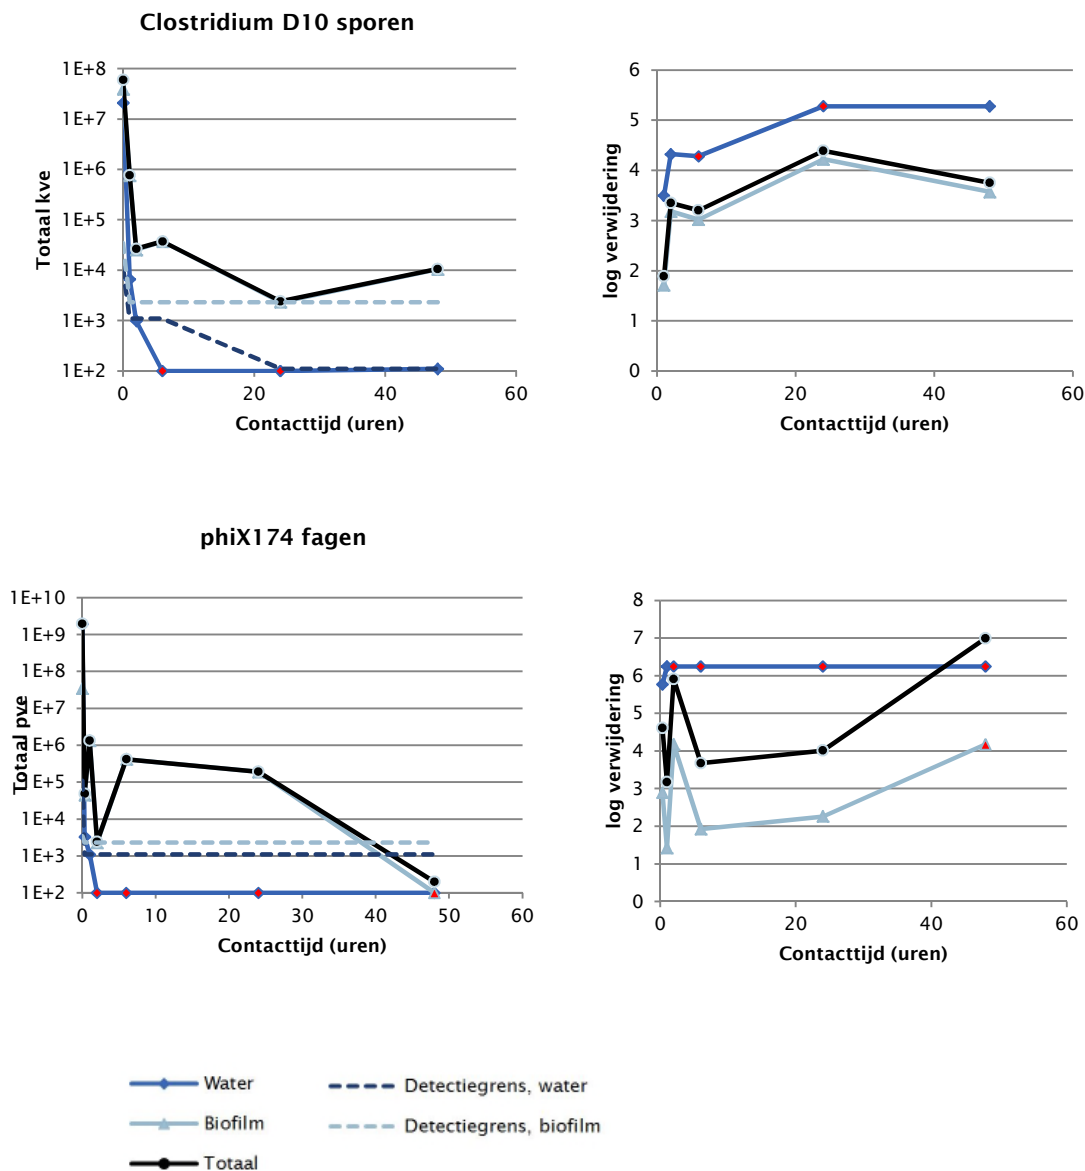 Clostridium D10 sporen
1E+8
1E+7
1E+6
1E+5
1E+4
1E+3
1E+2
Totaal kve
0 20 40 60
Contacttijd (uren)
6
5
4
3
2
1
0
log verwijdering
0 20 40 60
Contacttijd (uren)
phiX174 fagen
1E+10
1E+9
1E+8
1E+7
1E+6
1E+5
1E+4
1E+3
1E+2
Totaal pve
0 10 20 30 40 50 60
Contacttijd (uren)
8
7
6
5
4
3
2
1
0
log verwijdering
0 20 40 60
Contacttijd (uren)
Water
Detectiegrens, water
Biofilm
Detectiegrens, biofilm
Totaal